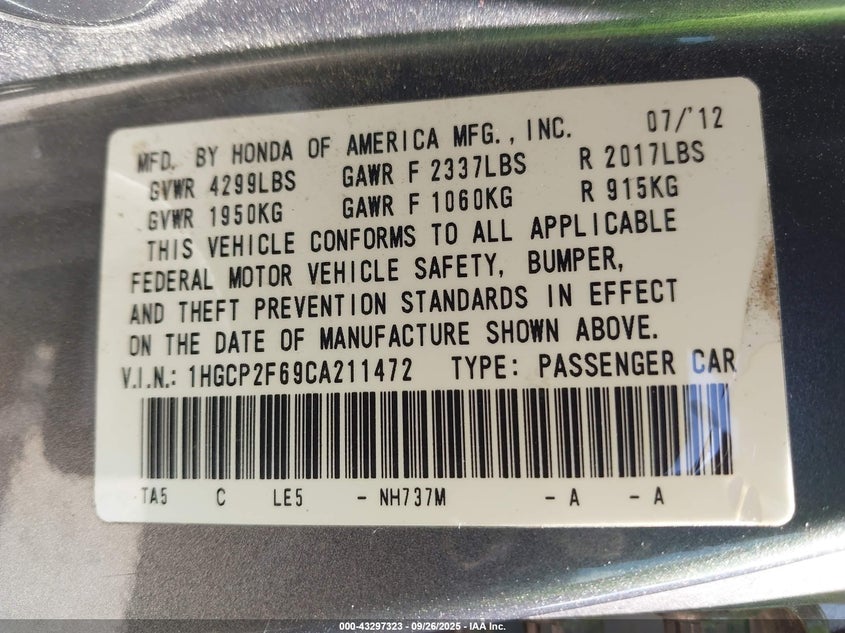 MFD. BY HONDA OF AMERICA MFG., INC. 07/12
GVWR 4299LBS GAWR F 2337LBS R 2017LBS
GVWR 1950KG GAWR F 1060KG R 915KG
THIS VEHICLE CONFORMS TO ALL APPLICABLE
FEDERAL MOTOR VEHICLE SAFETY, BUMPER,
AND THEFT PREVENTION STANDARDS IN EFFECT
ON THE DATE OF MANUFACTURE SHOWN ABOVE.
V.I.N.: 1HGCP2F69CA211472 TYPE: PASSENGER CAR
TA5 C LE5 - NH737M - A - A
000-43297323 - 09/26/2025 - IAA Inc.